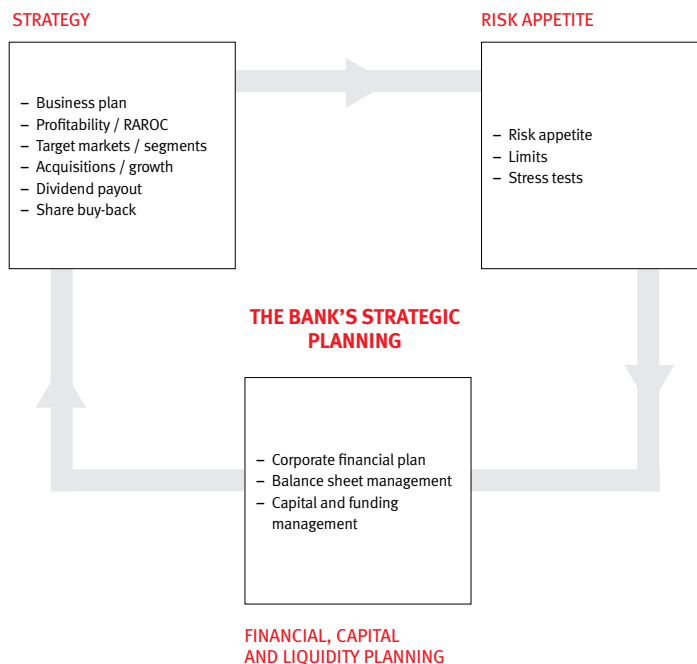 STRATEGY
– Business plan
– Profitability / RAROC
– Target markets / segments
– Acquisitions / growth
– Dividend payout
– Share buy-back
RISK APPETITE
– Risk appetite
– Limits
– Stress tests
THE BANK’S STRATEGIC
PLANNING
– Corporate financial plan
– Balance sheet management
– Capital and funding
management
FINANCIAL, CAPITAL
AND LIQUIDITY PLANNING